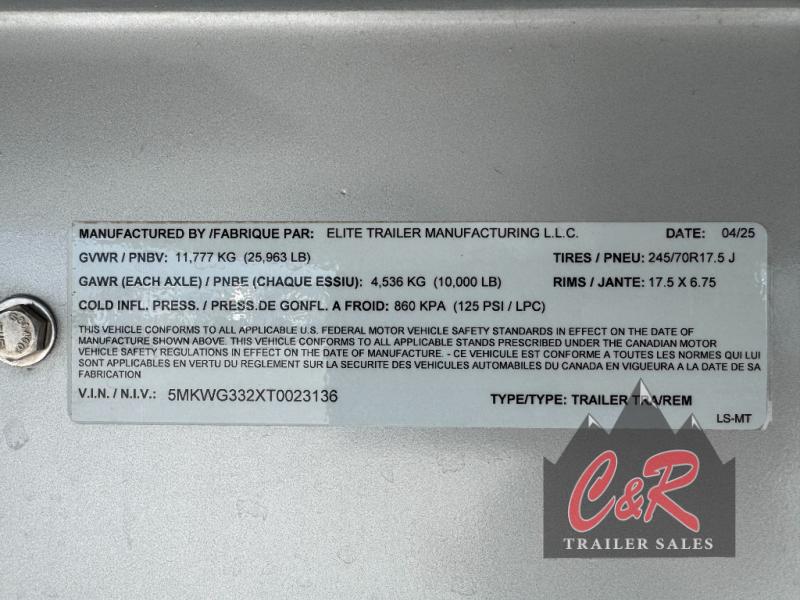 MANUFACTURED BY /FABRIQUE PAR: ELITE TRAILER MANUFACTURING L.L.C. DATE: 04/25
GVWR / PNBV: 11,777 KG (25,963 LB) TIRES / PNEU: 245/70R17.5 J
GAWR (EACH AXLE) / PNBE (CHAQUE ESSIU): 4,536 KG (10,000 LB) RIMS / JANTE: 17.5 X 6.75
COLD INFL. PRESS. / PRESS.DE GONFL. A FROID: 860 KPA (125 PSI / LPC)
THIS VEHICLE CONFORMS TO ALL APPLICABLE U.S. FEDERAL MOTOR VEHICLE SAFETY STANDARDS IN EFFECT ON THE DATE OF
MANUFACTURE SHOWN ABOVE. THIS ALL APPLICABLE STANDS PRESCRIBED UNDER THE CANADIAN MOTOR
VEHICLE SAFETY REGULATIONS IN EFFECT ON THE DATE OF MANUFACTURE. - CE VEHICULE EST CONFORME A TOUTES LES NORMES QUI LUI
SONT APPLICABLES EN VERTU DU REGLEMENT SUR LA SECURITE DES VEHICULES AUTOMOBILES DU CANADA EN VIGUEURA A LA DATE DE SA
FABRICATION
V.I.N. / N.I.V.: 5MKWG332XT0023136 TYPE/TYPE: TRAILER TRA/REM
LS-MT
C&R
TRAILER SALES